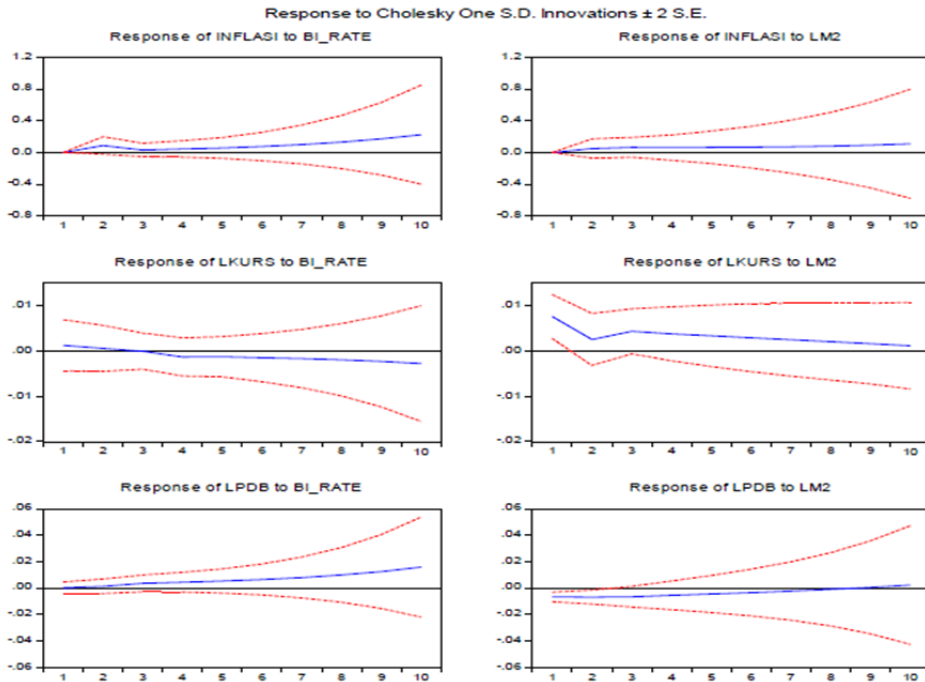 Response to Cholesky One S.D. Innovations ± 2 S.E.
Response of INFLASI to BI_RATE
1.2
0.8
0.4
0.0
-0.4
-0.8
1 2 3 4 5 6 7 8 9 10
Response of INFLASI to LM2
1.2
0.8
0.4
0.0
-0.4
-0.8
1 2 3 4 5 6 7 8 9 10
Response of LKURS to BI_RATE
.01
.00
-.01
-.02
1 2 3 4 5 6 7 8 9 10
Response of LKURS to LM2
.01
.00
-.01
-.02
1 2 3 4 5 6 7 8 9 10
Response of LPDB to BI_RATE
.06
.04
.02
.00
-.02
-.04
-.06
1 2 3 4 5 6 7 8 9 10
Response of LPDB to LM2
.06
.04
.02
.00
-.02
-.04
-.06
1 2 3 4 5 6 7 8 9 10